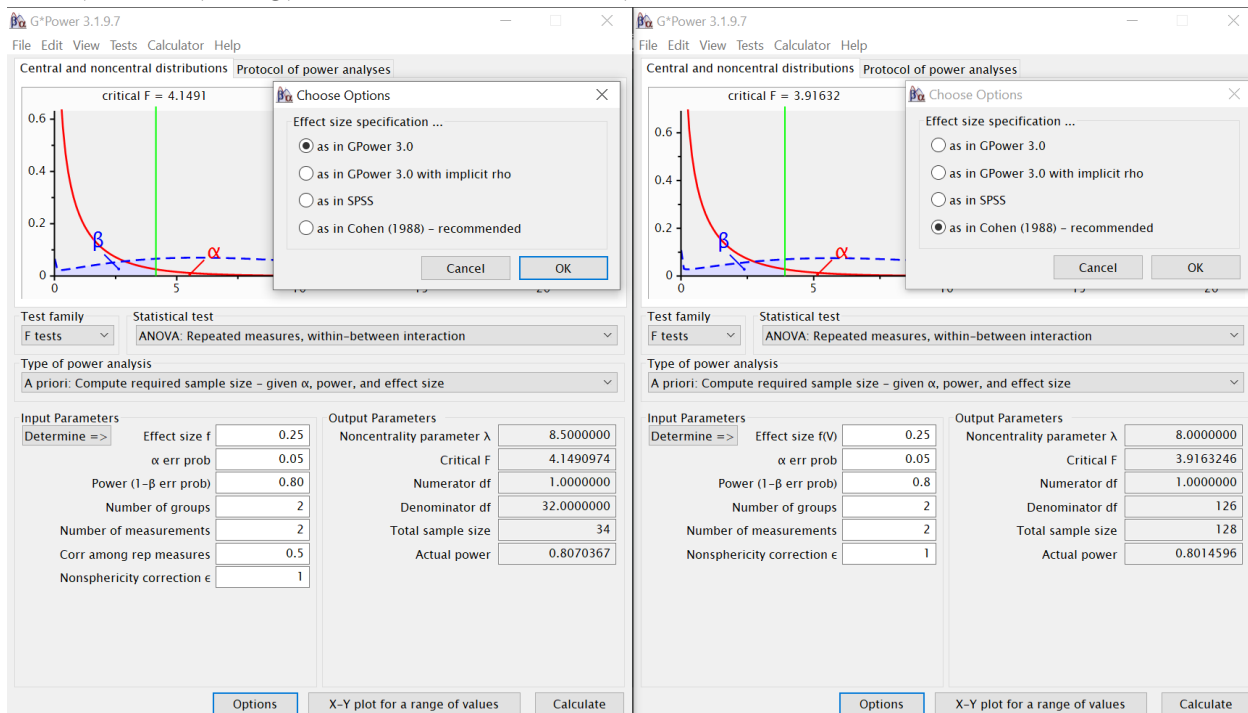 G*Power 3.1.9.7
File Edit View Tests Calculator Help
Central and noncentral distributions Protocol of power analyses
critical F = 4.1491
0.6
0.4
0.2
0
0
5
β
α
Choose Options
Effect size specification ...
as in GPower 3.0
as in GPower 3.0 with implicit rho
as in SPSS
as in Cohen (1988) - recommended
Cancel OK
Test family Statistical test
F tests ANOVA: Repeated measures, within-between interaction
Type of power analysis
A priori: Compute required sample size - given α, power, and effect size
Input Parameters
Determine => Effect size f 0.25
α err prob 0.05
Power (1-β err prob) 0.80
Number of groups 2
Number of measurements 2
Corr among rep measures 0.5
Nonsphericity correction ϵ 1
Output Parameters
Noncentrality parameter λ 8.5000000
Critical F 4.1490974
Numerator df 1.0000000
Denominator df 32.0000000
Total sample size 34
Actual power 0.8070367
Options X-Y plot for a range of values Calculate
G*Power 3.1.9.7
File Edit View Tests Calculator Help
Central and noncentral distributions Protocol of power analyses
critical F = 3.91632
0.6
0.4
0.2
0
0
5
β
α
Choose Options
Effect size specification ...
as in GPower 3.0
as in GPower 3.0 with implicit rho
as in SPSS
as in Cohen (1988) - recommended
Cancel OK
Test family Statistical test
F tests ANOVA: Repeated measures, within-between interaction
Type of power analysis
A priori: Compute required sample size - given α, power, and effect size
Input Parameters
Determine => Effect size f(V) 0.25
α err prob 0.05
Power (1-β err prob) 0.8
Number of groups 2
Number of measurements 2
Nonsphericity correction ϵ 1
Output Parameters
Noncentrality parameter λ 8.0000000
Critical F 3.9163246
Numerator df 1.0000000
Denominator df 126
Total sample size 128
Actual power 0.8014596
Options X-Y plot for a range of values Calculate